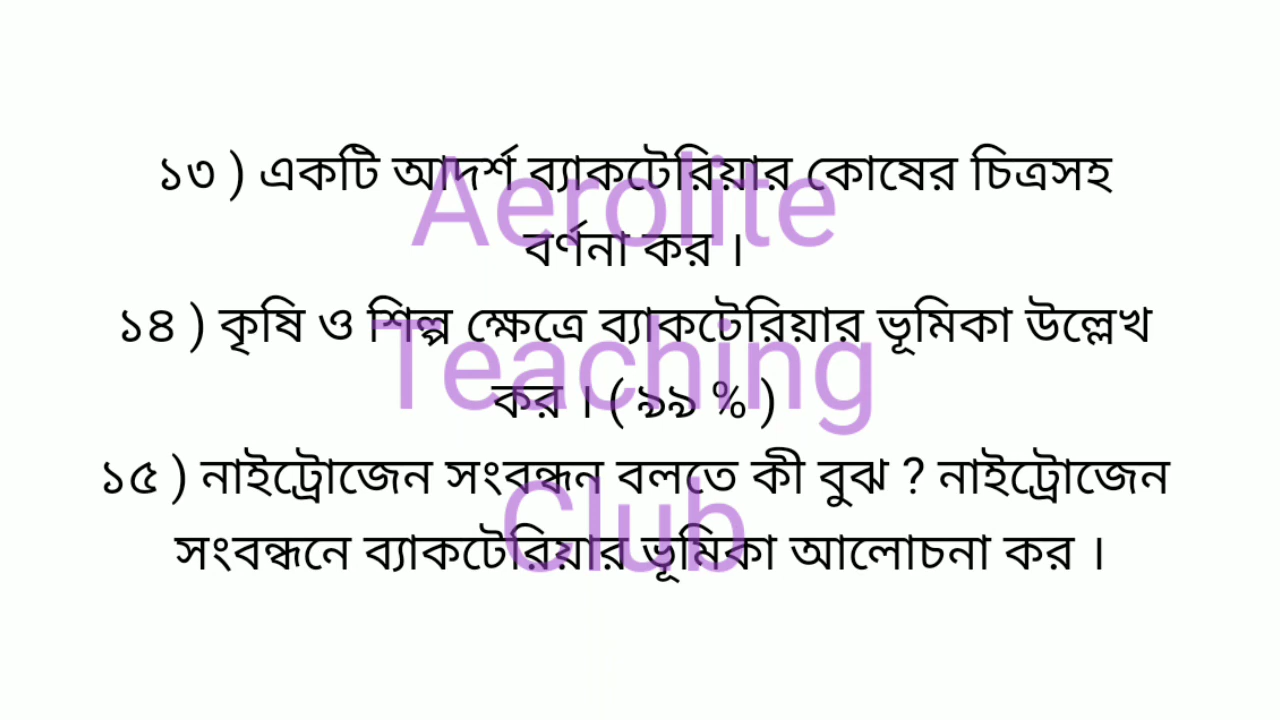 ১৩ ) একটি আদর্শ ব্যাকটেরিয়ার কোষের চিত্রসহ
বর্ণনা কর ।
১৪ ) কৃষি ও শিল্প ক্ষেত্রে ব্যাকটেরিয়ার ভূমিকা উল্লেখ
কর । ( ৯৯ % )
১৫ ) নাইট্রোজেন সংবন্ধন বলতে কী বুঝ ? নাইট্রোজেন
সংবন্ধনে ব্যাকটেরিয়ার ভূমিকা আলোচনা কর ।
Aerolite
Teaching
Club